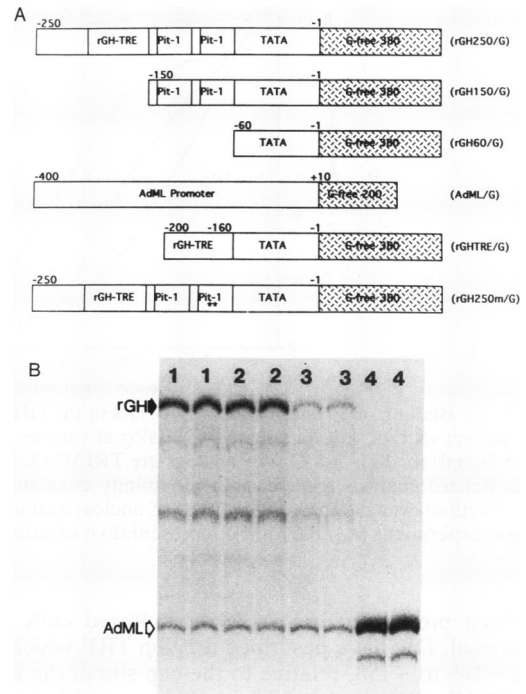 A
-250 -1
rGH-TRE Pit-1 Pit-1 TATA G-free 380 (rGH250/G)
-150 -1
Pit-1 Pit-1 TATA G-free 380 (rGH150/G)
-60 -1
TATA G-free 380 (rGH60/G)
-400 +10
AdML Promoter G-free 200 (AdML/G)
-200 -160 -1
rGH-TRE TATA G-free 380 (rGHTRE/G)
-250 -1
rGH-TRE Pit-1 Pit-1 TATA G-free 380 (rGH250m/G)
**
B
1 1 2 2 3 3 4 4
rGH
AdML